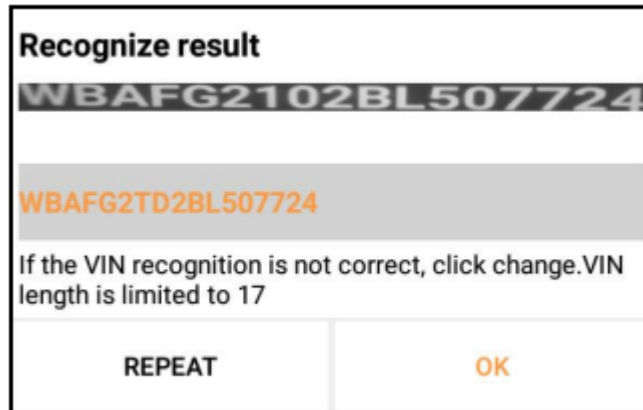 Recognize result
WBAFG2102BL507724
WBAFG2TD2BL507724
If the VIN recognition is not correct, click change.VIN
length is limited to 17
REPEAT
OK